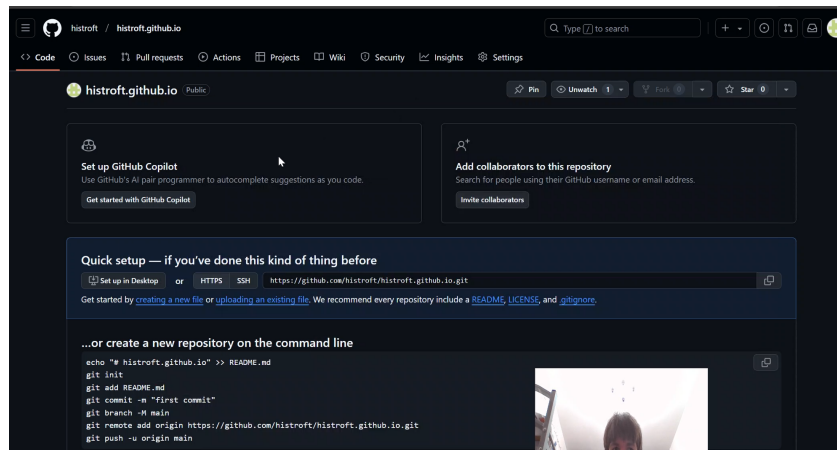 histroft / histroft.github.io
Type / to search
Code Issues Pull requests Actions Projects Wiki Security Insights Settings
histroft.github.io Public
Pin Unwatch 1 Fork 0 Star 0
Set up GitHub Copilot
Use GitHub's AI pair programmer to autocomplete suggestions as you code.
Get started with GitHub Copilot
Add collaborators to this repository
Search for people using their GitHub username or email address.
Invite collaborators
Quick setup — if you've done this kind of thing before
Set up in Desktop or HTTPS SSH https://github.com/histroft/histroft.github.io.git
Get started by creating a new file or uploading an existing file. We recommend every repository include a README, LICENSE, and .gitignore.
...or create a new repository on the command line
echo "# histroft.github.io" >> README.md
git init
git add README.md
git commit -m "first commit"
git branch -M main
git remote add origin https://github.com/histroft/histroft.github.io.git
git push -u origin main